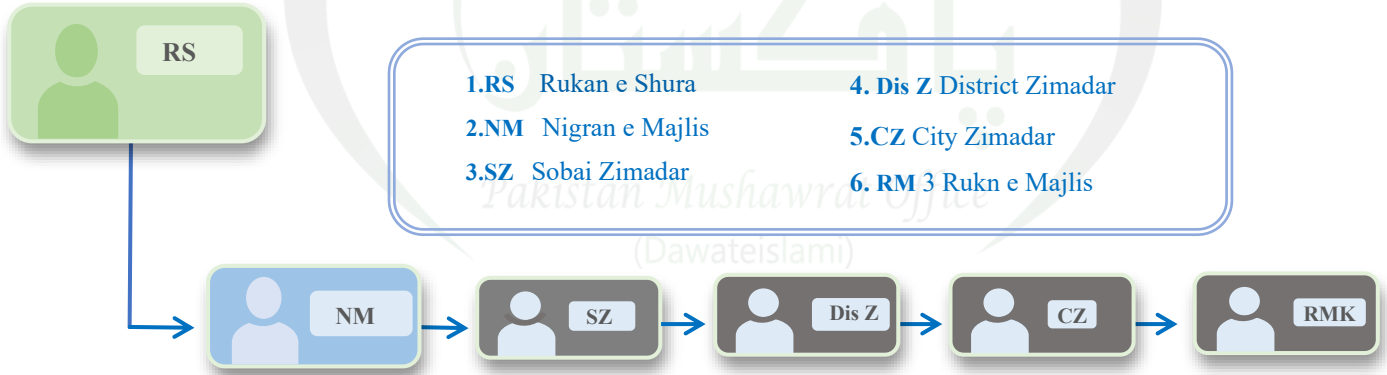 RS
پاکستان
1.RS Rukan e Shura
2.NM Nigran e Majlis
3.SZ Sobai Zimadar
4. Dis Z District Zimadar
5.CZ City Zimadar
6. RM 3 Rukn e Majlis
Pakistan Mushawrat Office
(Dawateislami)
NM
SZ
Dis Z
CZ
RMK